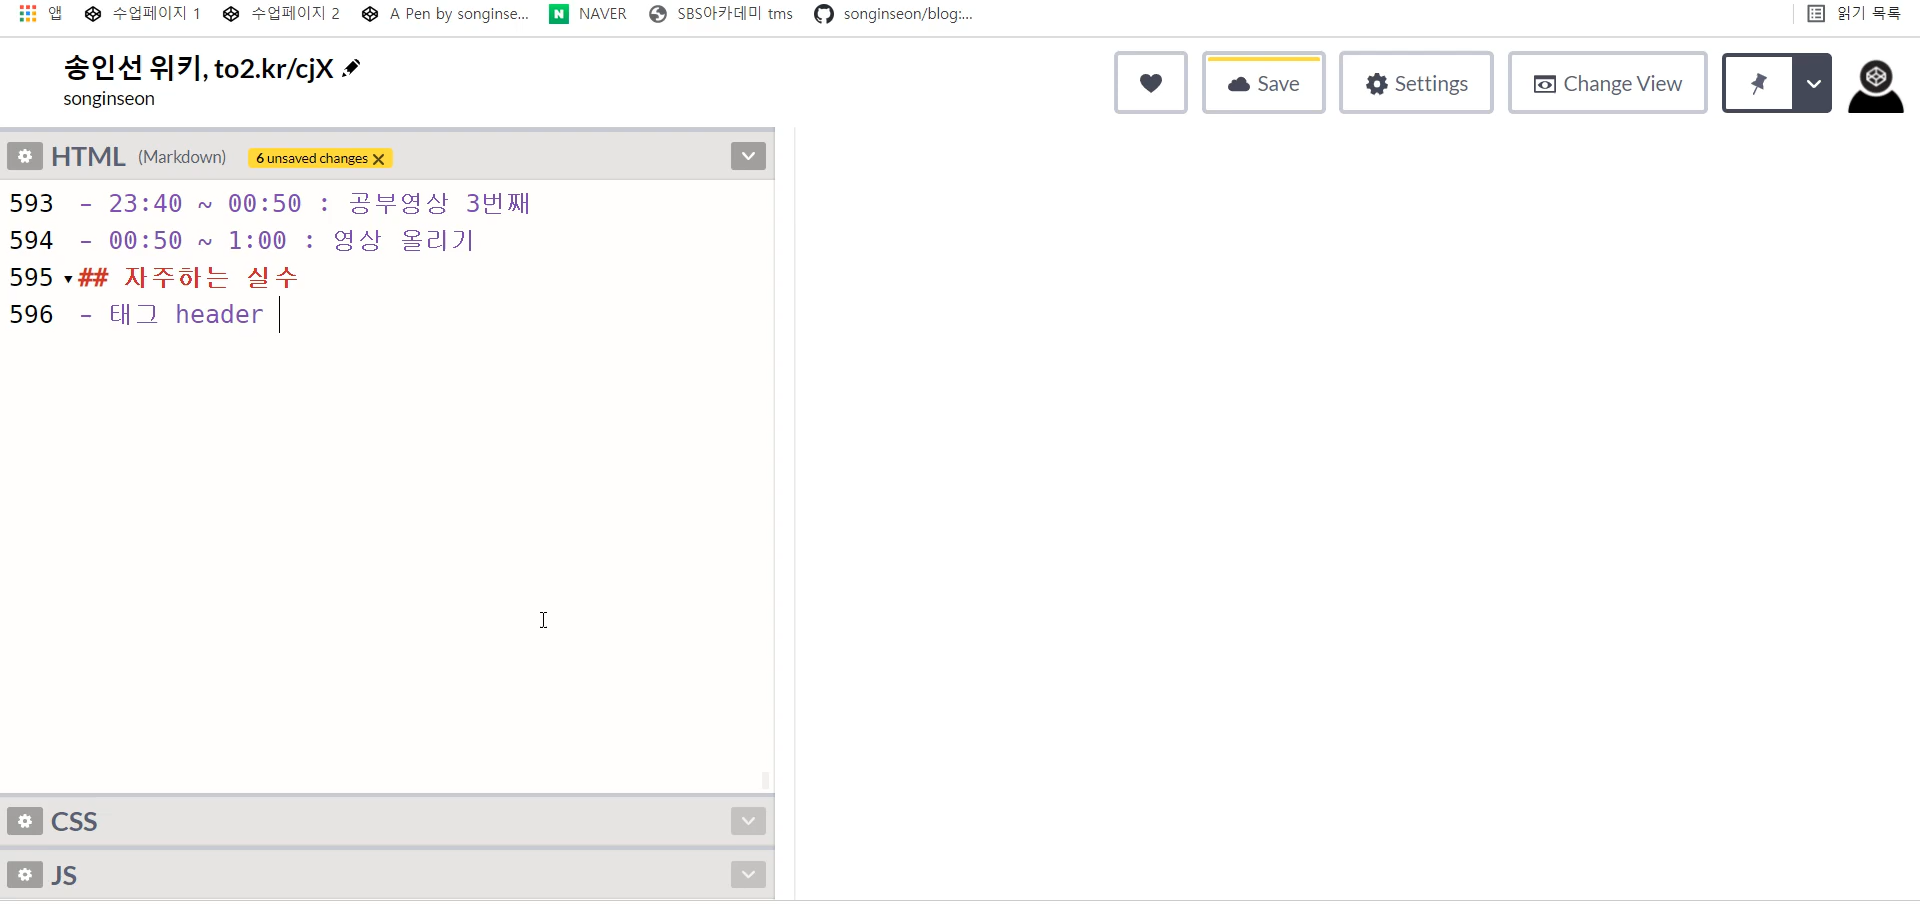 앱 수업페이지 1 수업페이지 2 A Pen by songinse... N NAVER SBS아카데미 tms songinseon/blog:... 읽기 목록
송인선 위키, to2.kr/cjX
songinseon
Save Settings Change View
HTML (Markdown) 6 unsaved changes
593 - 23:40 ~ 00:50 : 공부영상 3번째
594 - 00:50 ~ 1:00 : 영상 올리기
595 ## 자주하는 실수
596 - 태그 header
CSS
JS